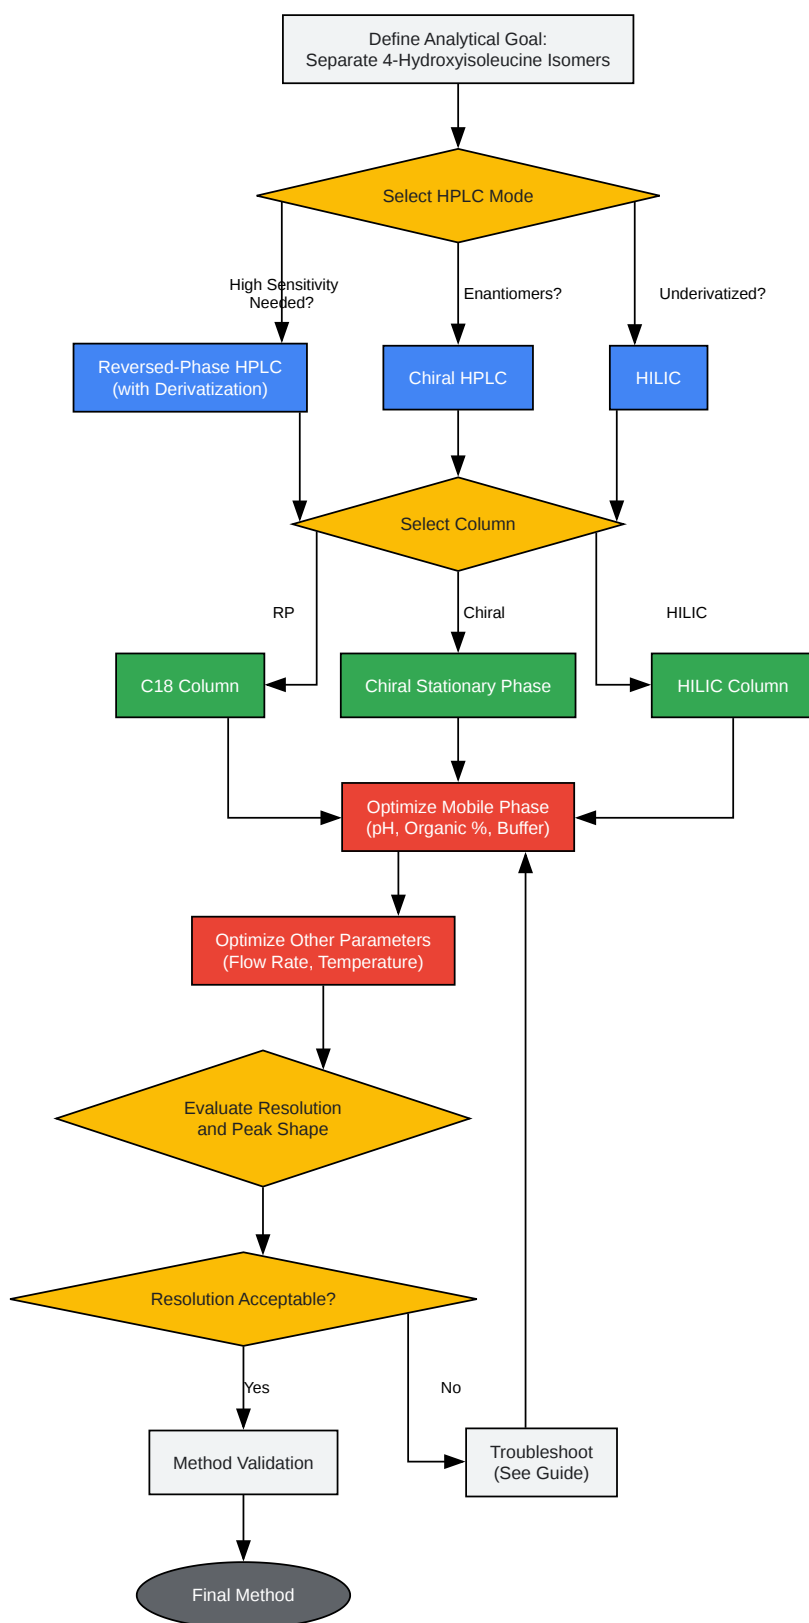 Define Analytical Goal:
Separate 4-Hydroxyisoleucine Isomers
Select HPLC Mode
High Sensitivity
Needed?
Enantiomers?
Underivatized?
Reversed-Phase HPLC
(with Derivatization)
Chiral HPLC
HILIC
Select Column
RP
Chiral
HILIC
C18 Column
Chiral Stationary Phase
HILIC Column
Optimize Mobile Phase
(pH, Organic %, Buffer)
Optimize Other Parameters
(Flow Rate, Temperature)
Evaluate Resolution
and Peak Shape
Resolution Acceptable?
Yes
No
Method Validation
Troubleshoot
(See Guide)
Final Method